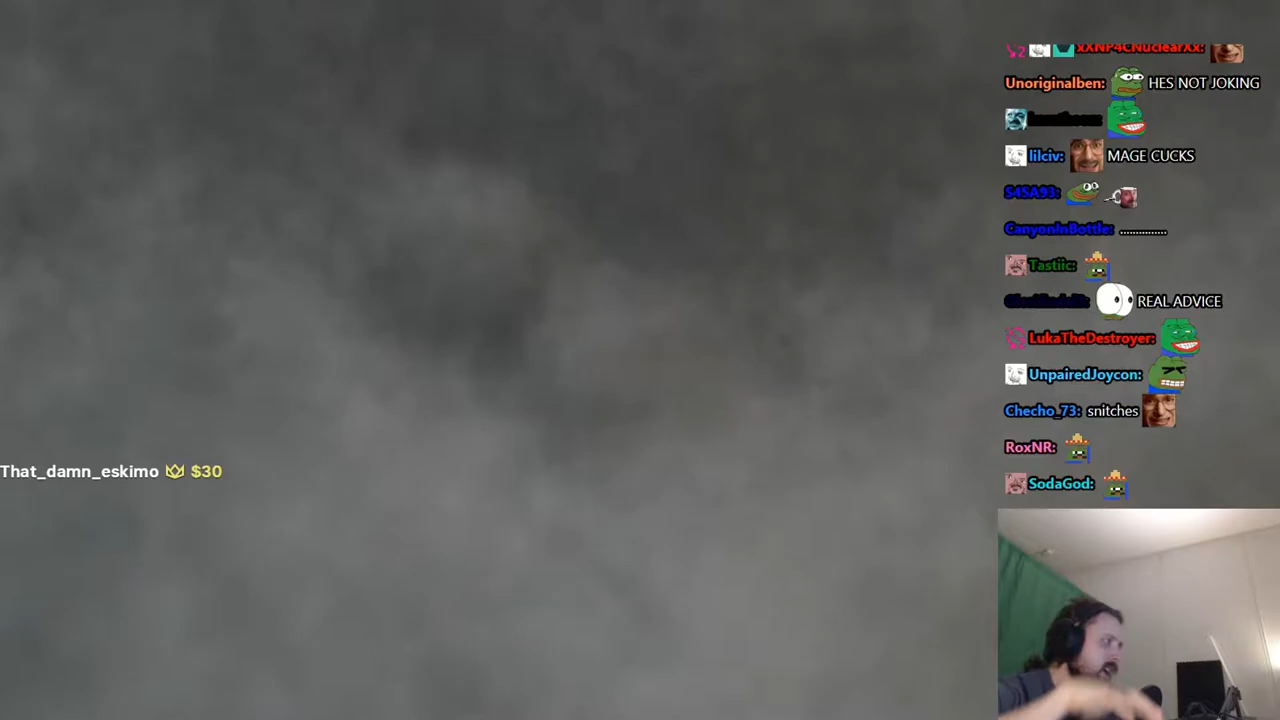 xXNP4CNuclearXx:
Unoriginalben: HES NOT JOKING
lilciv: MAGE CUCKS
S4SA93:
CanyonInBottle: ..............
Tastiic:
REAL ADVICE
LukaTheDestroyer:
UnpairedJoycon:
Checho_73: snitches
That_damn_eskimo $30
RoxNR:
SodaGod: